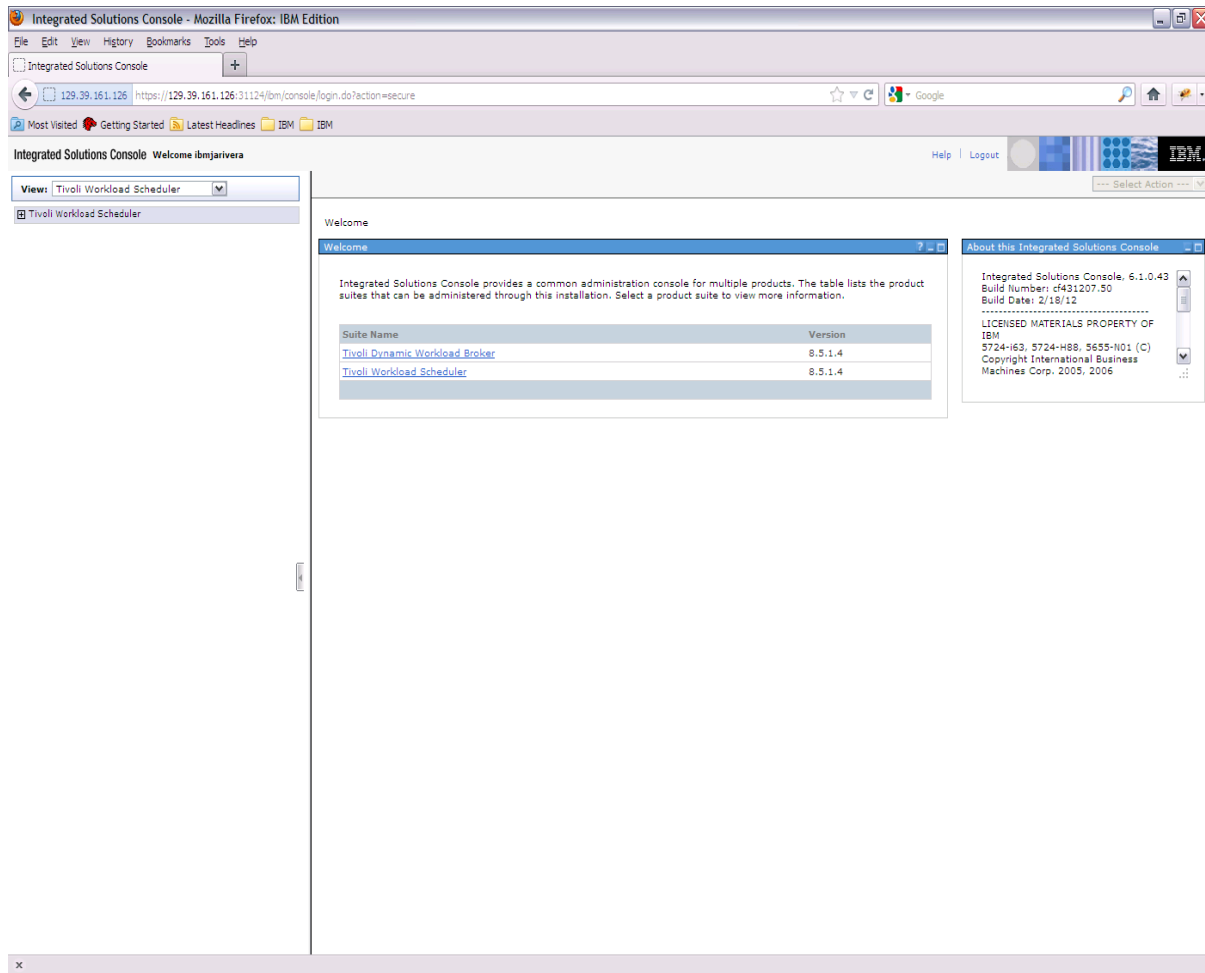 Integrated Solutions Console - Mozilla Firefox: IBM Edition
File Edit View History Bookmarks Tools Help
Integrated Solutions Console
129.39.161.126 https://129.39.161.126:31124/ibm/console/login.do?action=secure Google
Most Visited Getting Started Latest Headlines IBM IBM
Integrated Solutions Console Welcome ibmjarivera Help Logout IBM.
View: Tivoli Workload Scheduler --- Select Action ---
Tivoli Workload Scheduler
Welcome
Welcome
Integrated Solutions Console provides a common administration console for multiple products. The table lists the product
suites that can be administered through this installation. Select a product suite to view more information.
Suite Name Version
Tivoli Dynamic Workload Broker 8.5.1.4
Tivoli Workload Scheduler 8.5.1.4
About this Integrated Solutions Console
Integrated Solutions Console, 6.1.0.43
Build Number: cf431207.50
Build Date: 2/18/12
----------------------------------------
LICENSED MATERIALS PROPERTY OF
IBM
5724-i63, 5724-H88, 5655-N01 (C)
Copyright International Business
Machines Corp. 2005, 2006